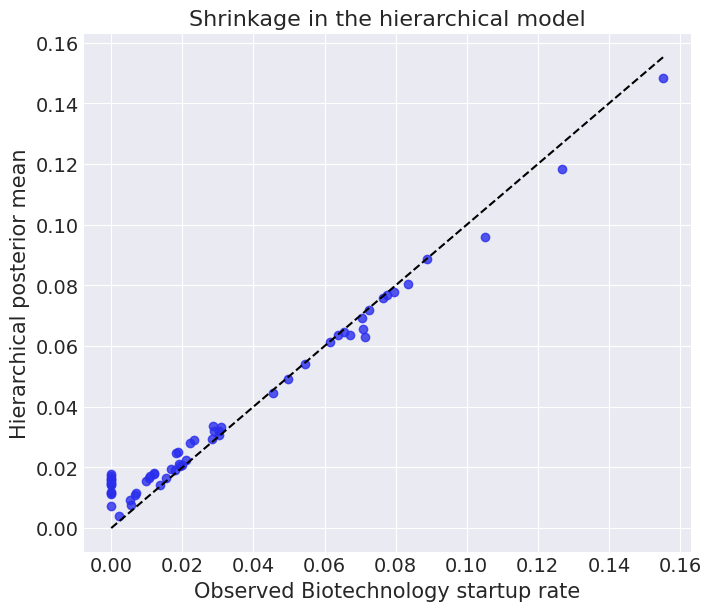 Shrinkage in the hierarchical model
0.16
0.14
0.12
0.10
0.08
0.06
0.04
0.02
0.00
Hierarchical posterior mean
0.00 0.02 0.04 0.06 0.08 0.10 0.12 0.14 0.16
Observed Biotechnology startup rate